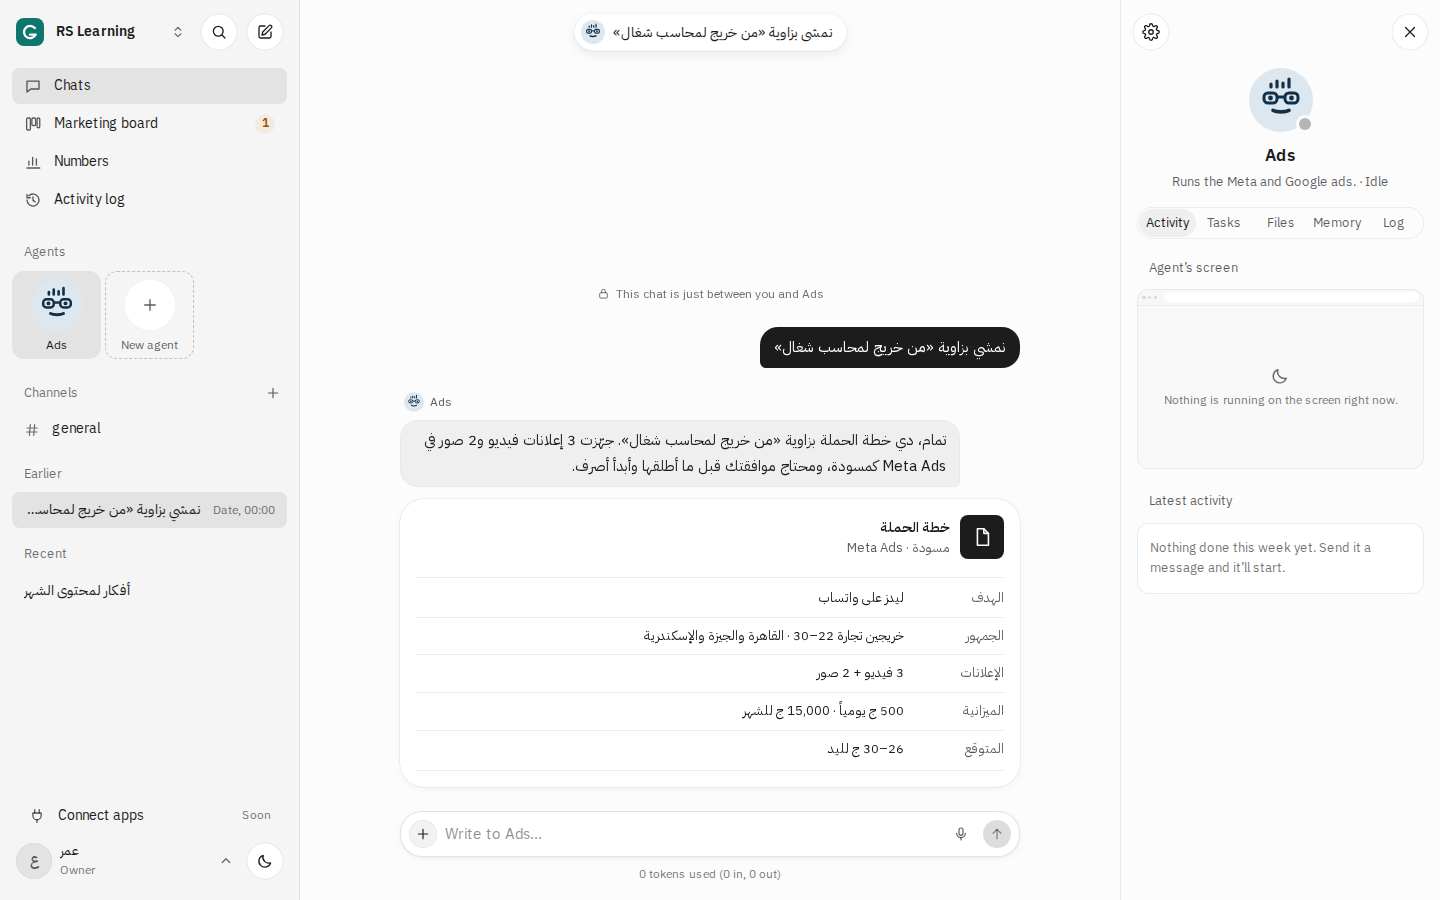 RS Learning
Chats
Marketing board
1
Numbers
Activity log
Agents
Ads
New agent
Channels
general
Earlier
نمشي بزاوية «من خريج لمحاسب...
Date, 00:00
Recent
أفكار لمحتوى الشهر
Connect apps
Soon
ع
عمر
Owner
نمشي بزاوية «من خريج لمحاسب شغال»
This chat is just between you and Ads
نمشي بزاوية «من خريج لمحاسب شغال»
Ads
تمام، دي خطة الحملة بزاوية «من خريج لمحاسب شغال». جهّزت 3 إعلانات فيديو و2 صور في
Meta Ads كمسودة، ومحتاج موافقتك قبل ما أطلقها وأبدأ أصرف.
خطة الحملة
مسودة · Meta Ads
الهدف
ليدز على واتساب
الجمهور
خريجين تجارة 22–30 · القاهرة والجيزة والإسكندرية
الإعلانات
3 فيديو + 2 صور
الميزانية
500 ج يومياً · 15,000 ج للشهر
المتوقع
26–30 ج لليد
Write to Ads...
0 tokens used (0 in, 0 out)
Ads
Runs the Meta and Google ads. · Idle
Activity
Tasks
Files
Memory
Log
Agent's screen
Nothing is running on the screen right now.
Latest activity
Nothing done this week yet. Send it a
message and it'll start.